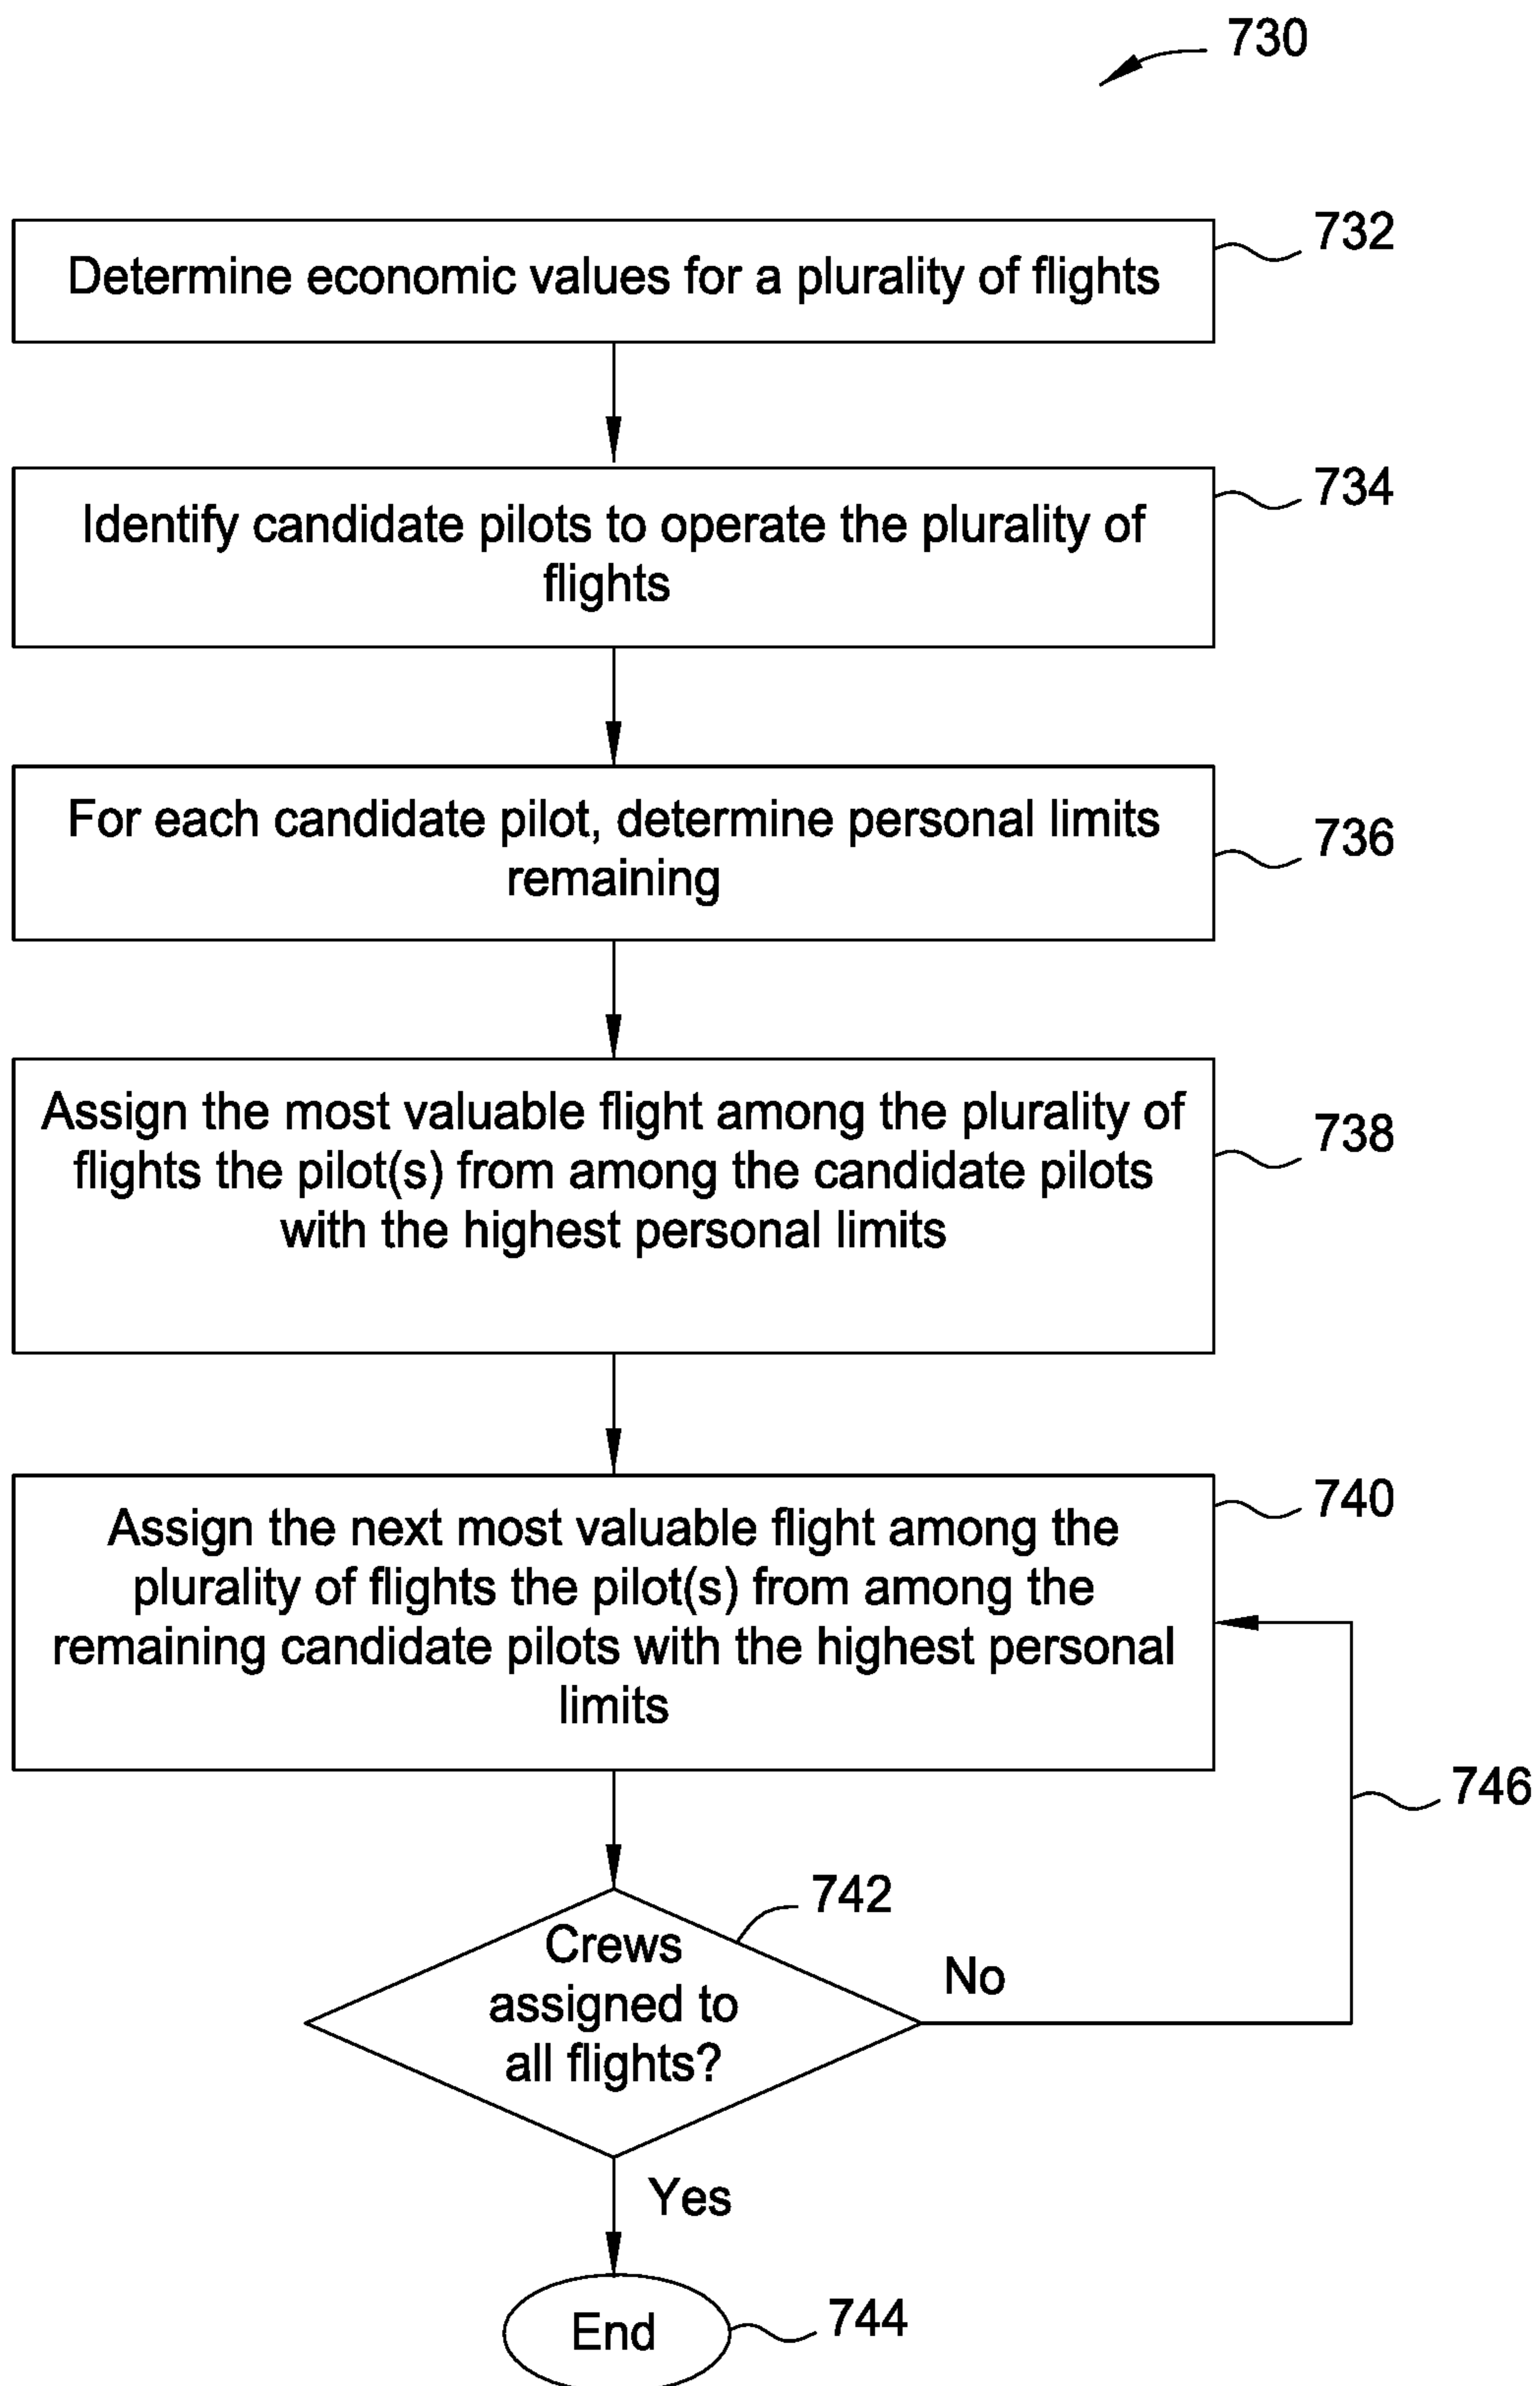 730
Determine economic values for a plurality of flights
732
Identify candidate pilots to operate the plurality of
flights
734
For each candidate pilot, determine personal limits
remaining
736
Assign the most valuable flight among the plurality of
flights the pilot(s) from among the candidate pilots
with the highest personal limits
738
Assign the next most valuable flight among the
plurality of flights the pilot(s) from among the
remaining candidate pilots with the highest personal
limits
740
746
Crews
assigned to
all flights?
742
No
Yes
End
744